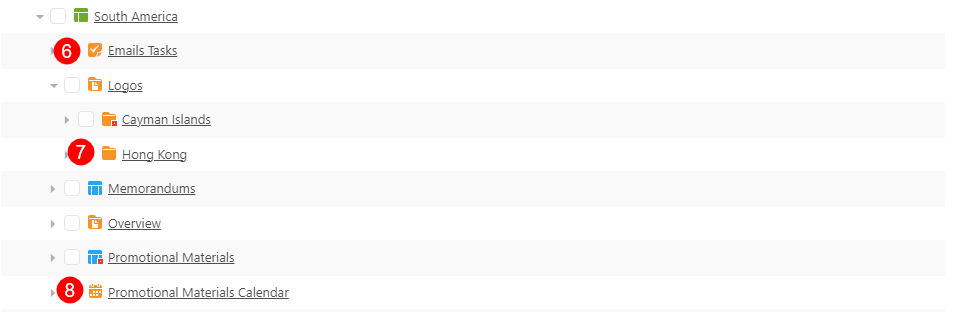 South America
6 Emails Tasks
Logos
Cayman Islands
7 Hong Kong
Memorandums
Overview
Promotional Materials
8 Promotional Materials Calendar